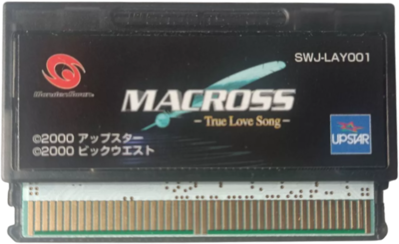 SWJ-LAY001
WonderSwan
MACROSS
- True Love Song -
©2000 アップスター
©2000 ビックウエスト
UPSTAR